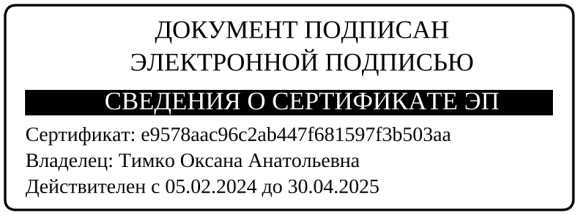 ДОКУМЕНТ ПОДПИСАН
ЭЛЕКТРОННОЙ ПОДПИСЬЮ
СВЕДЕНИЯ О СЕРТИФИКАТЕ ЭП
Сертификат: e9578aac96c2ab447f681597f3b503aa
Владелец: Тимко Оксана Анатольевна
Действителен с 05.02.2024 до 30.04.2025